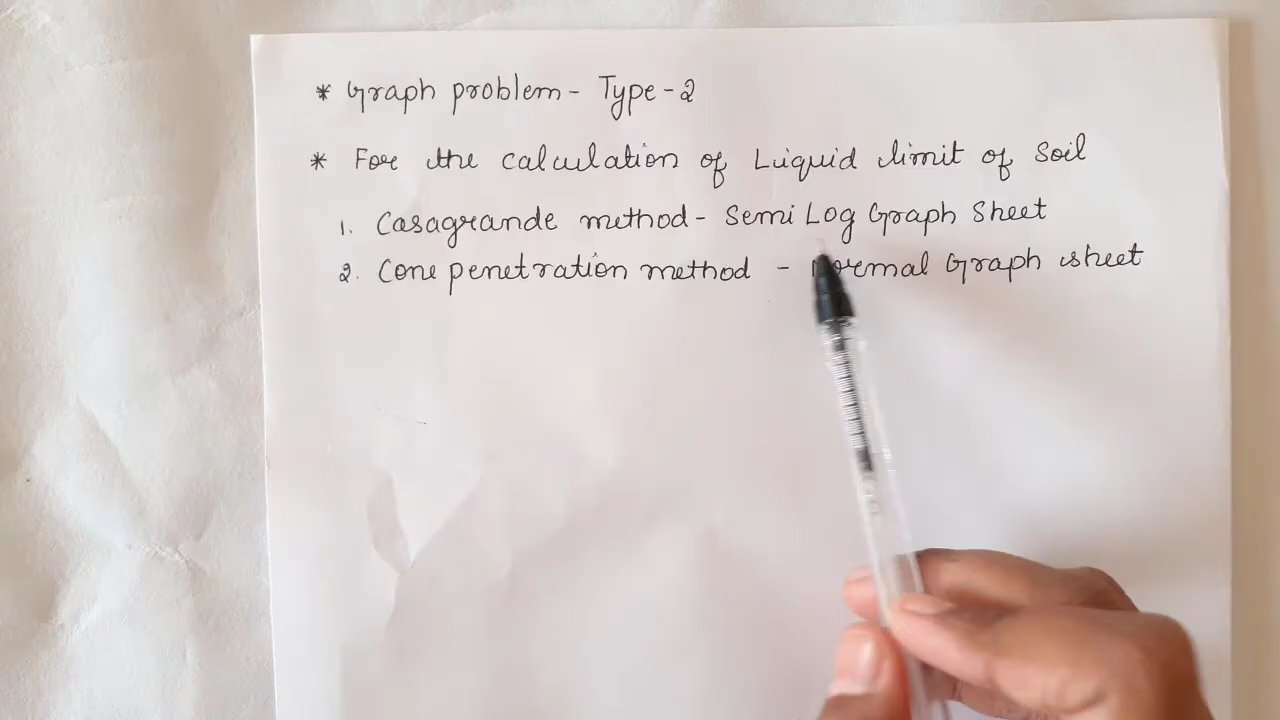 * Graph problem - Type - 2
* For the calculation of Liquid limit of Soil
1. Casagrande method - Semi Log Graph Sheet
2. Cone penetration method - Normal Graph sheet